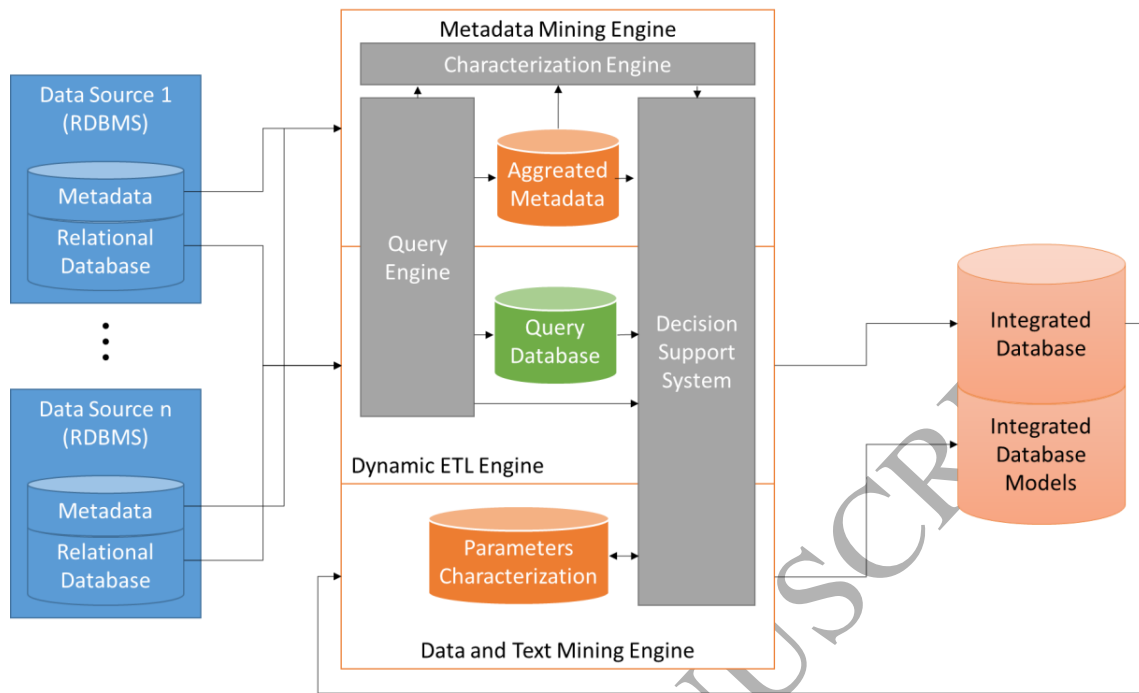 Metadata Mining Engine
Characterization Engine
Data Source 1
(RDBMS)
Metadata
Relational
Database
Aggreated
Metadata
Query
Engine
Query
Database
Decision
Support
System
Integrated
Database
Integrated
Database
Models
Data Source n
(RDBMS)
Metadata
Relational
Database
Dynamic ETL Engine
Parameters
Characterization
Data and Text Mining Engine
NUSCRI